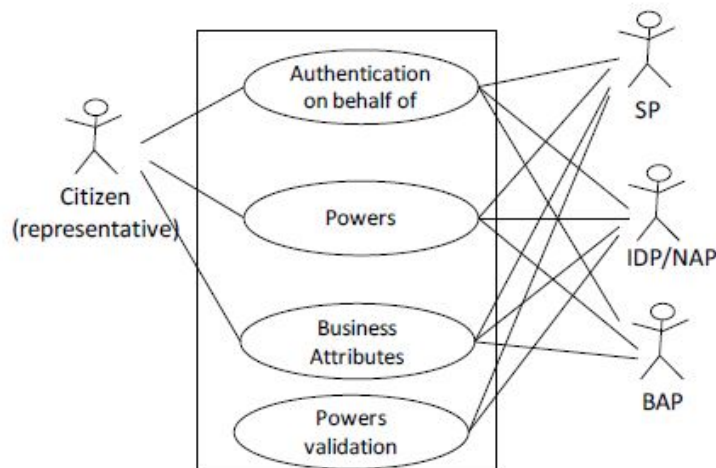 Authentication
on behalf of
SP
Citizen
(representative)
Powers
IDP/NAP
Business
Attributes
BAP
Powers
validation